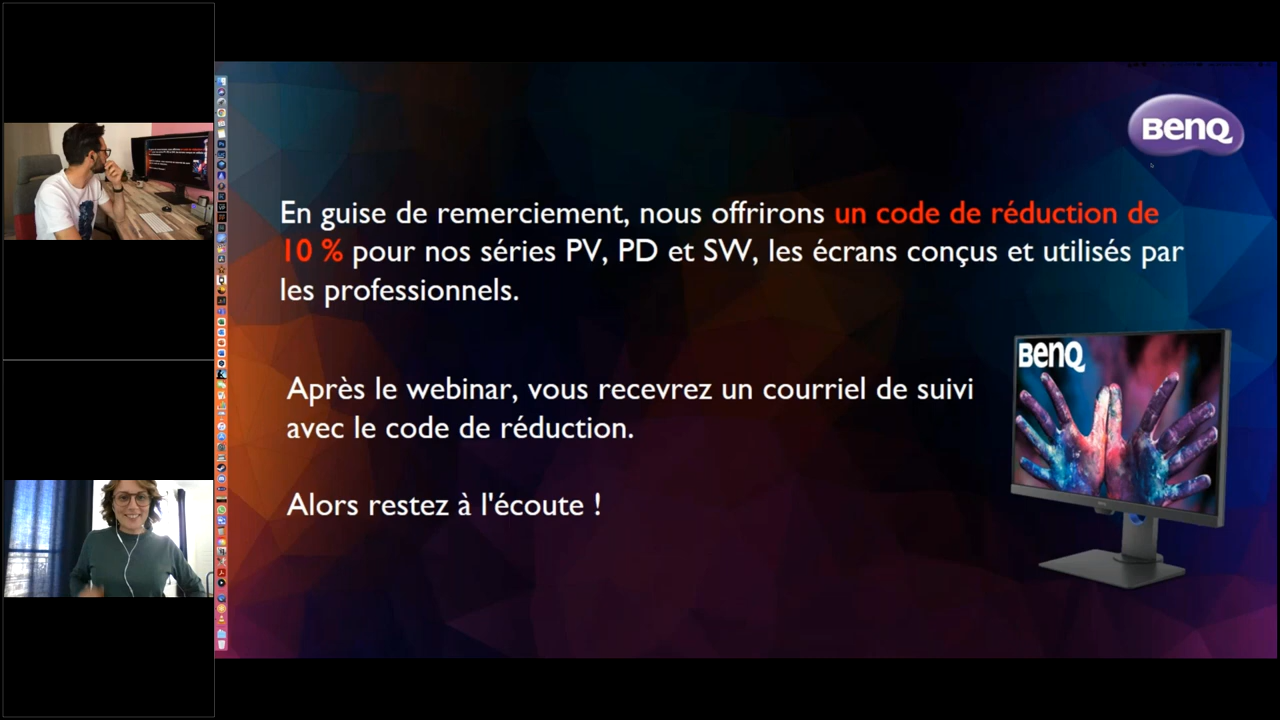 BenQ
En guise de remerciement, nous offrirons un code de réduction de
10 % pour nos séries PV, PD et SW, les écrans conçus et utilisés par
les professionnels.
BenQ
Après le webinar, vous recevrez un courriel de suivi
avec le code de réduction.
Alors restez à l'écoute !